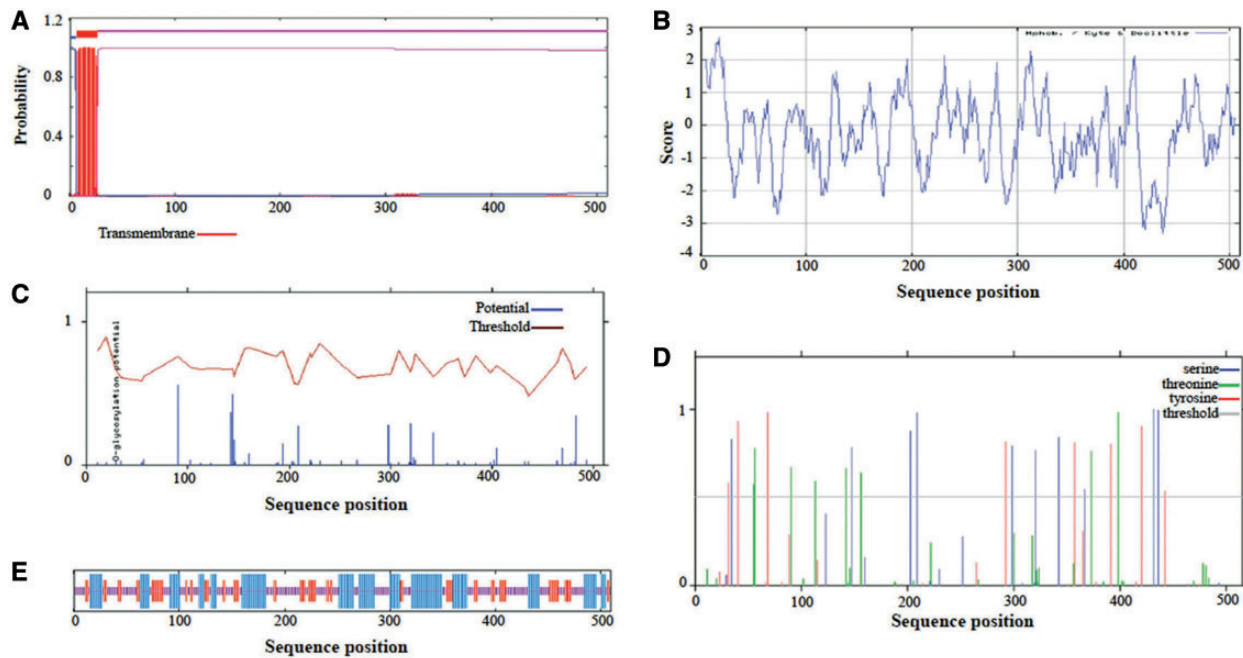 A
1.2
0.8
0.4
0
Probability
0 100 200 300 400 500
Transmembrane
B
3
2
1
0
-1
-2
-3
-4
Score
Hphob. / Kyte & Doolittle
0 100 200 300 400 500
Sequence position
C
1
0
O-glycosylation potential
Potential
Threshold
0 100 200 300 400 500
Sequence position
D
1
0
serine
threonine
tyrosine
threshold
0 100 200 300 400 500
Sequence position
E
0 100 200 300 400 500
Sequence position